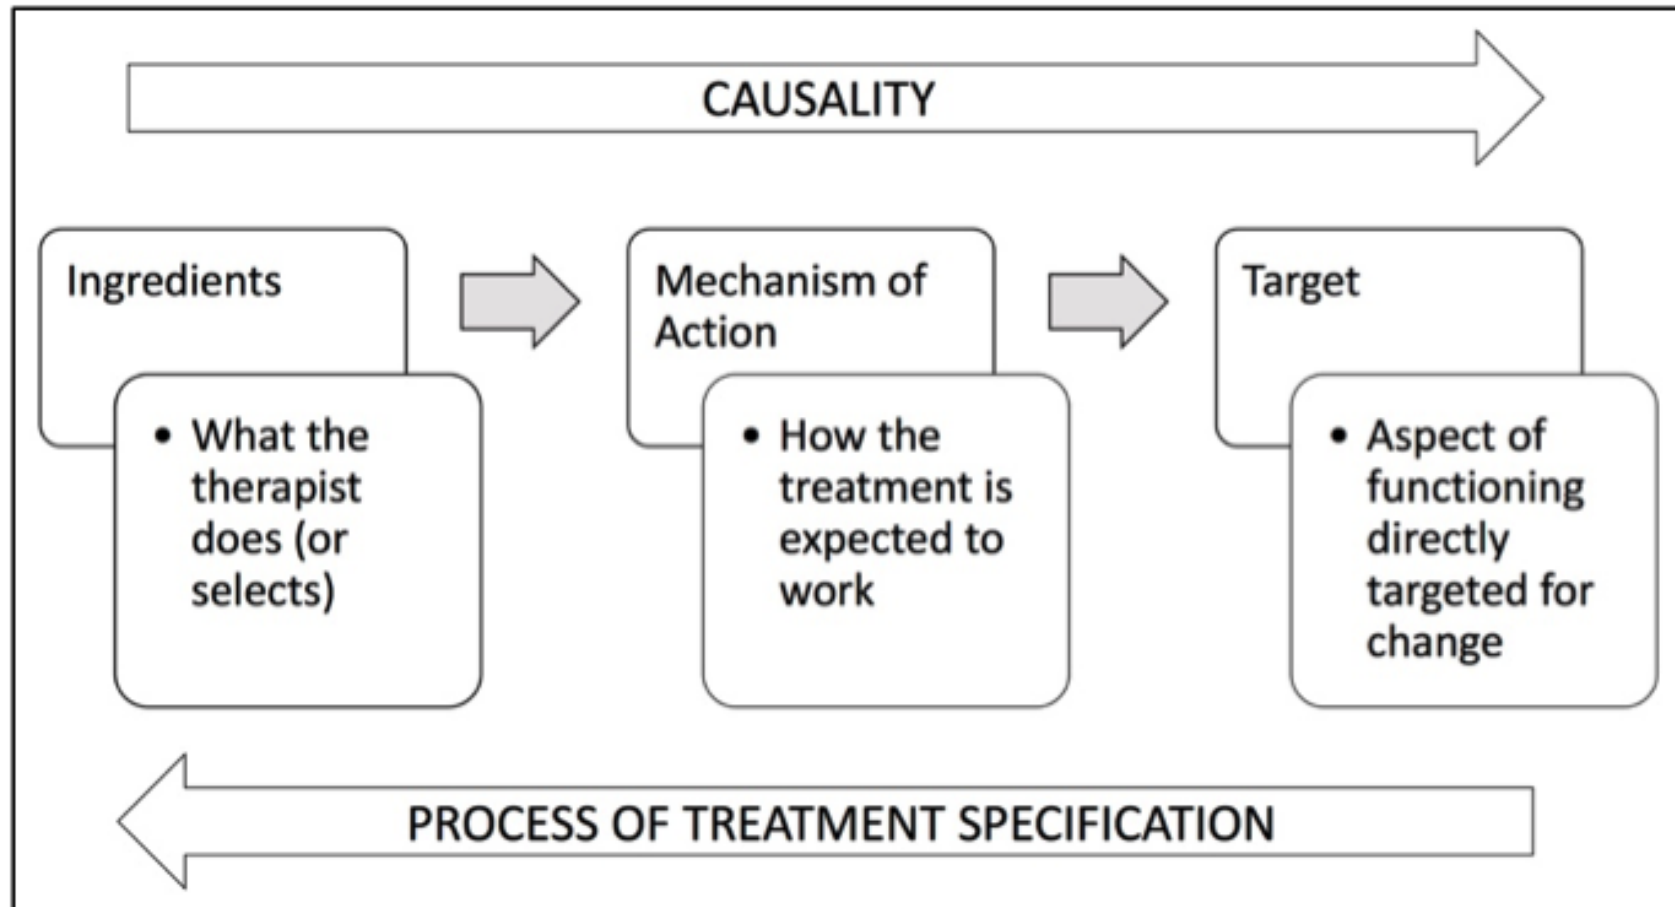 CAUSALITY
Ingredients
• What the
therapist
does (or
selects)
Mechanism of
Action
• How the
treatment is
expected to
work
Target
• Aspect of
functioning
directly
targeted for
change
PROCESS OF TREATMENT SPECIFICATION